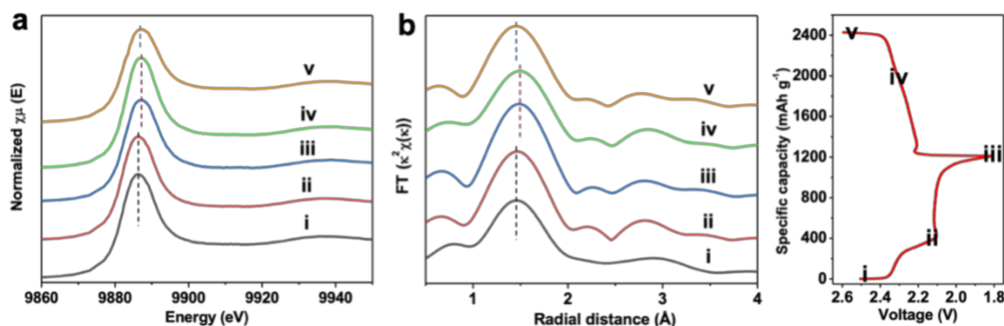 a
Normalized χμ (E)
v
iv
iii
ii
i
9860 9880 9900 9920 9940
Energy (eV)
b
FT (κ²χ(κ))
v
iv
iii
ii
i
1 2 3 4
Radial distance (Å)
Specific capacity (mAh g⁻¹)
2400
2000
1600
1200
800
400
0
v
iv
iii
ii
i
2.6 2.4 2.2 2.0 1.8
Voltage (V)